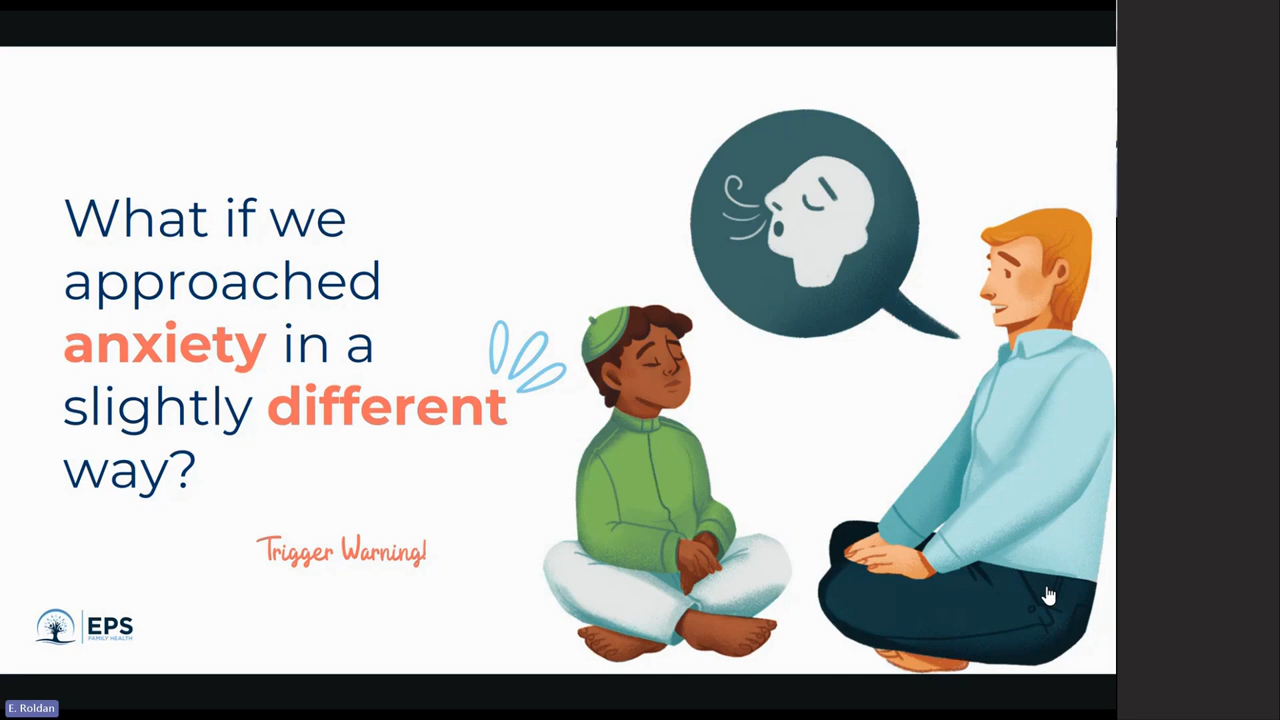 What if we
approached
anxiety in a
slightly different
way?
Trigger Warning!
EPS
FAMILY HEALTH
E. Roldan